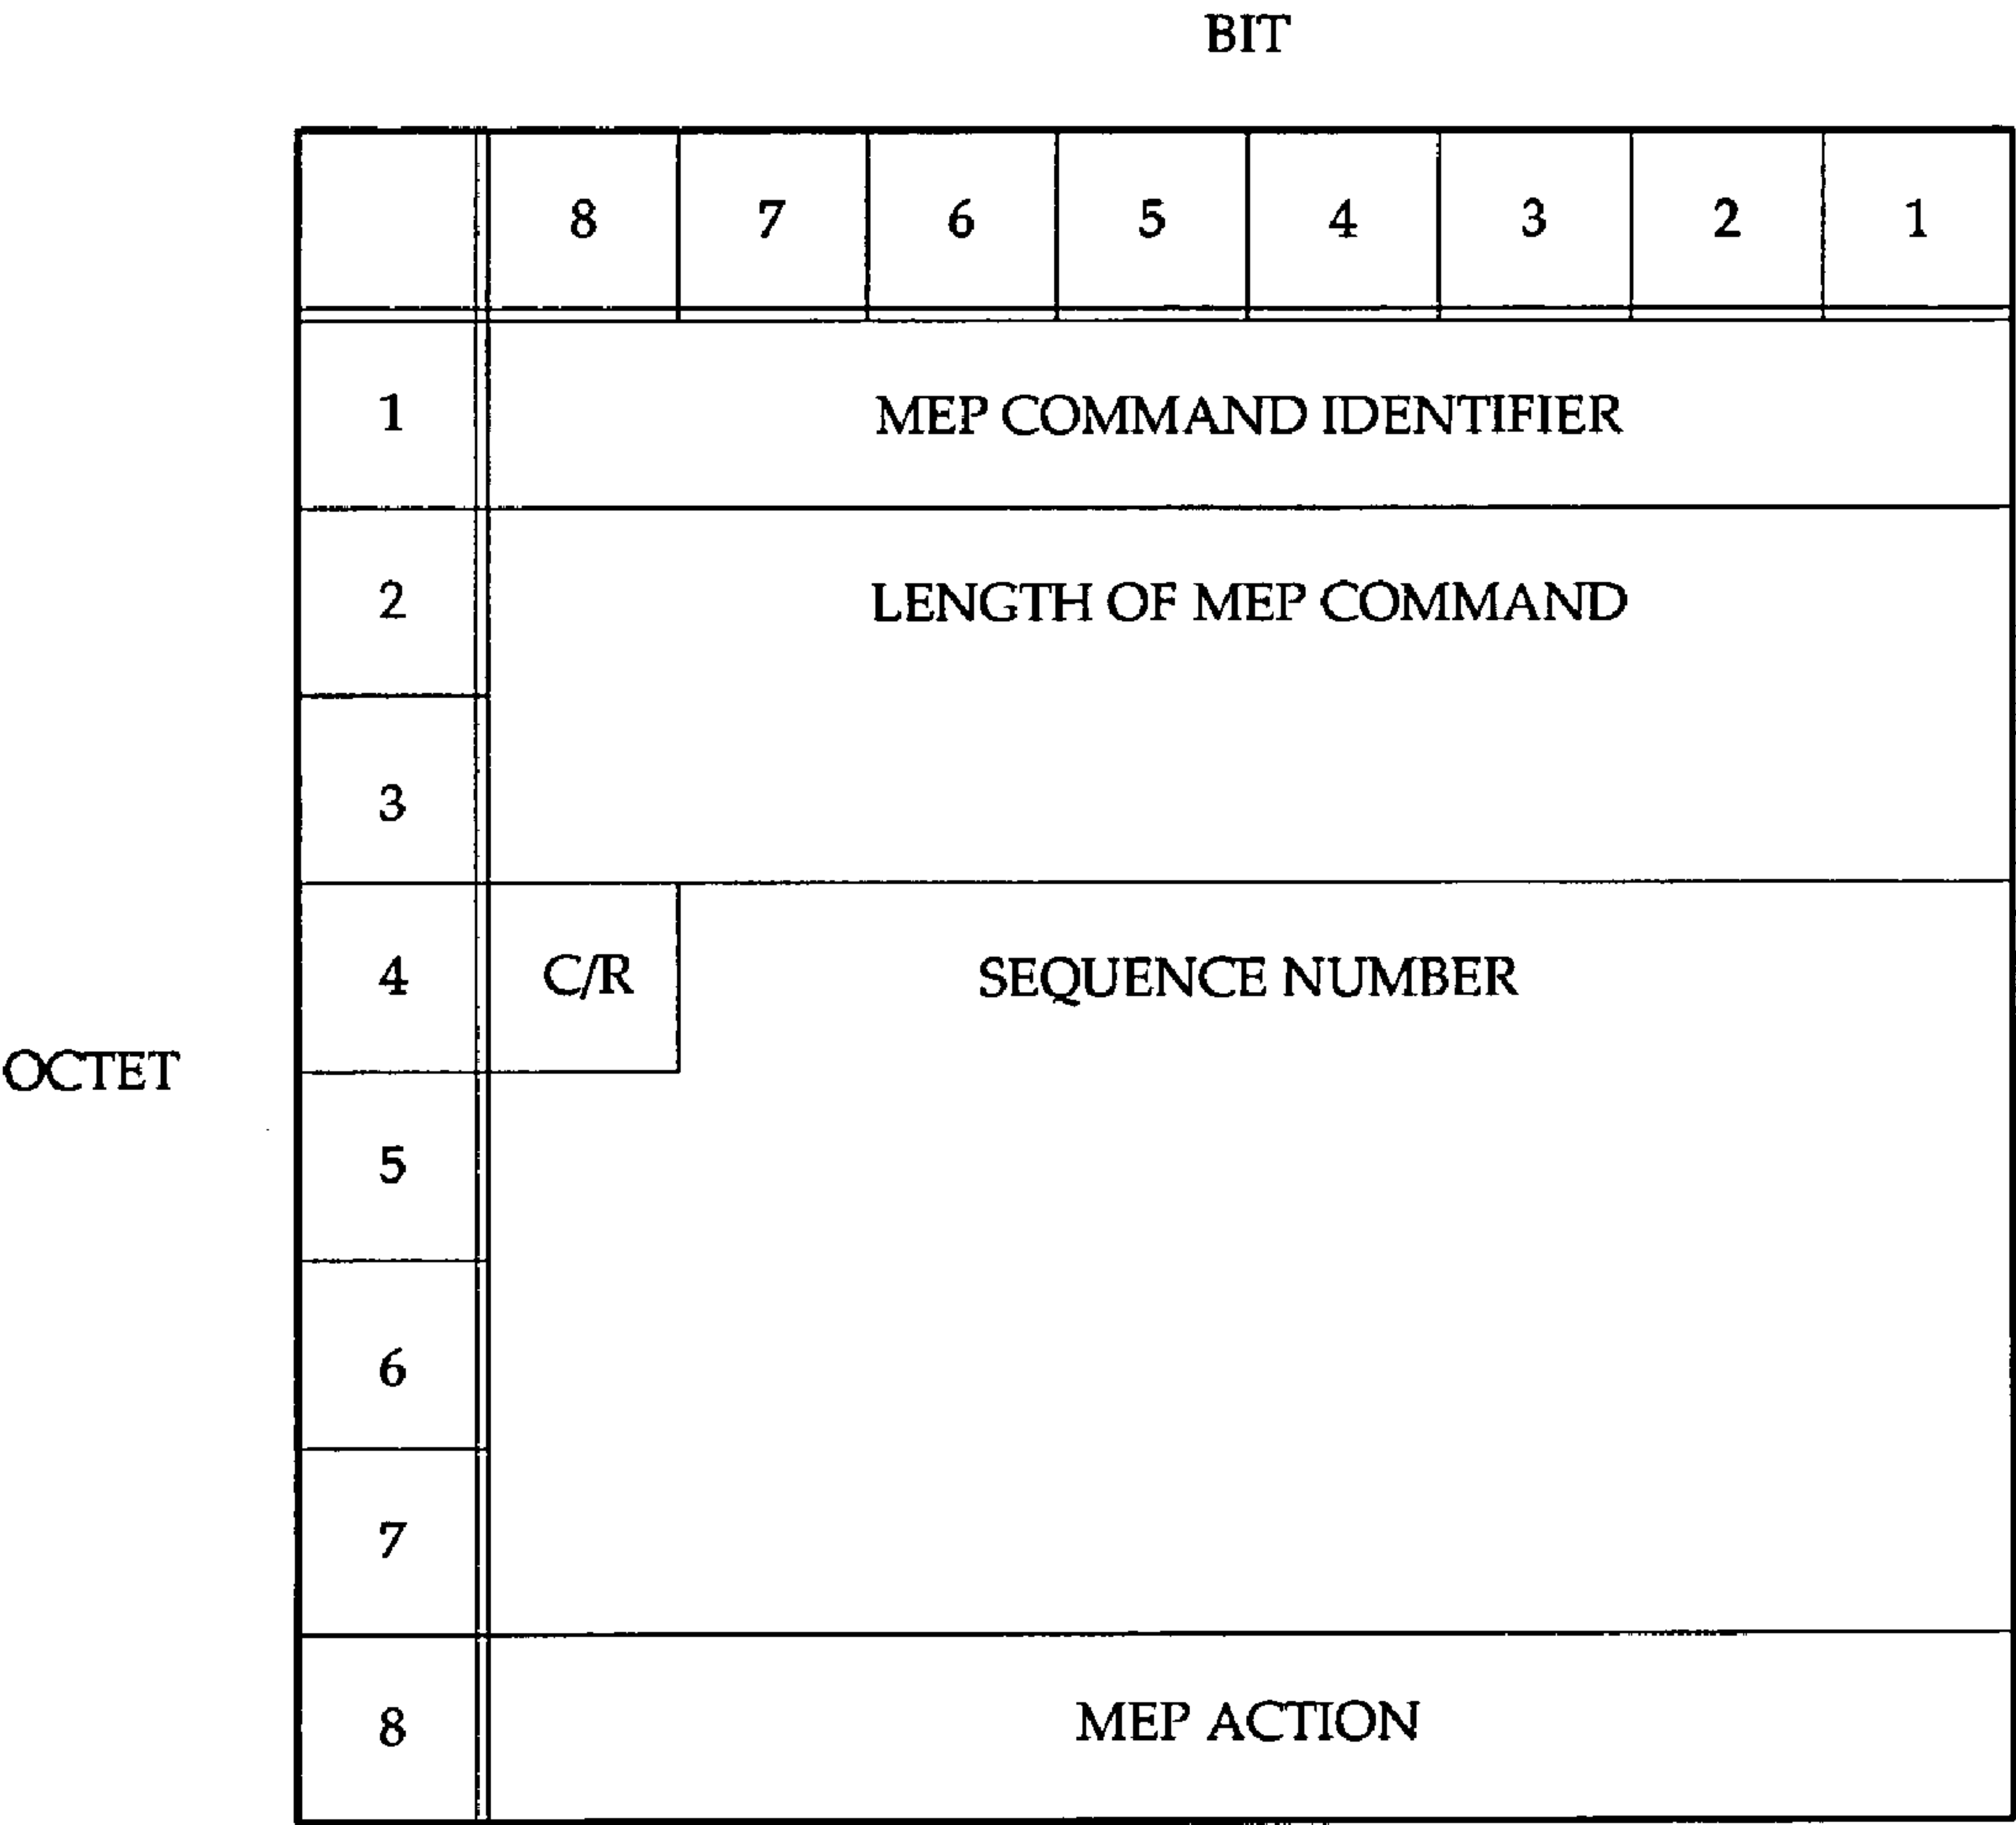 BIT
8 7 6 5 4 3 2 1
1 MEP COMMAND IDENTIFIER
2 LENGTH OF MEP COMMAND
3
4 C/R SEQUENCE NUMBER
OCTET
5
6
7
8 MEP ACTION